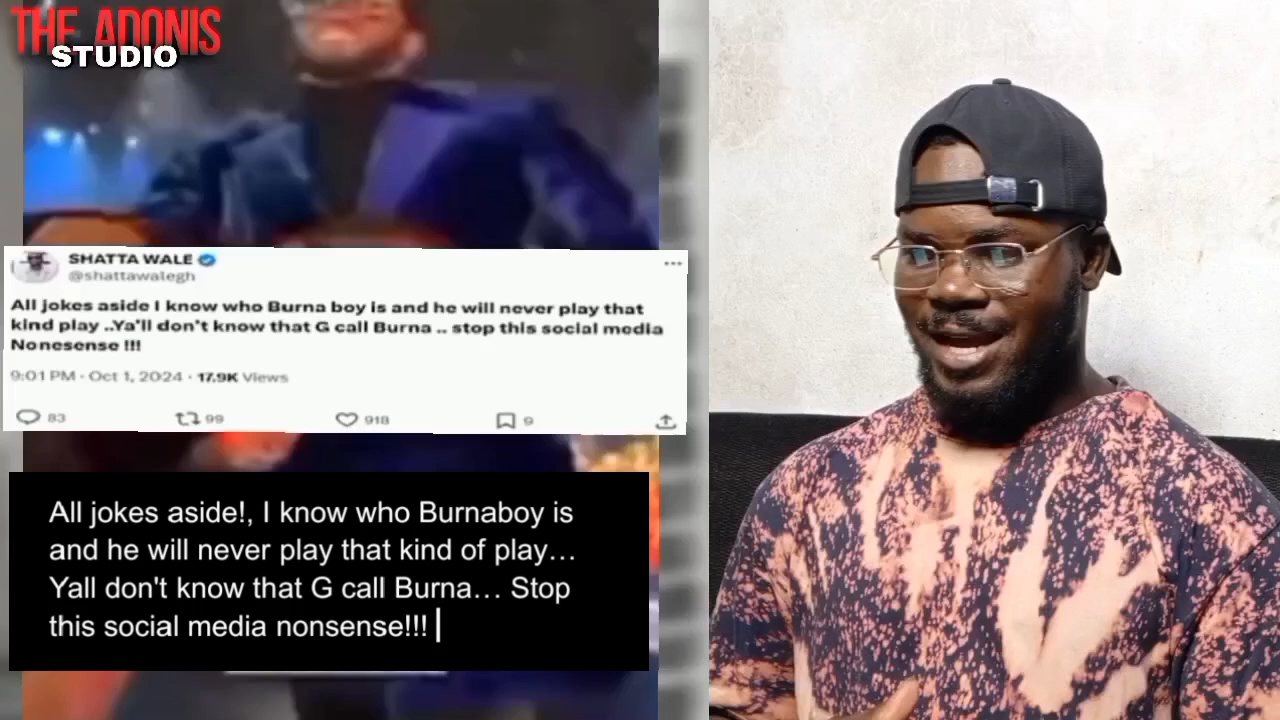 THE ADONIS
STUDIO
SHATTA WALE
@shattawalegh
All jokes aside I know who Burna boy is and he will never play that
kind play ..Ya'll don't know that G call Burna .. stop this social media
Nonesense !!!
9:01 PM · Oct 1, 2024 · 17.9K Views
83
99
918
9
All jokes aside!, I know who Burnaboy is
and he will never play that kind of play…
Yall don't know that G call Burna… Stop
this social media nonsense!!!